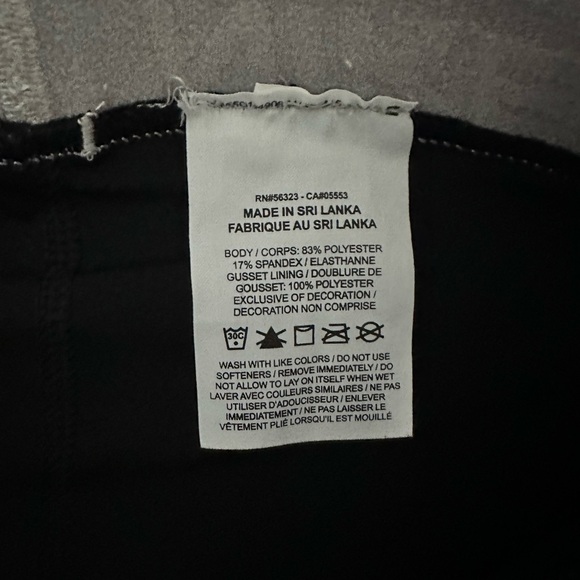 RN#56323 - CA#05553
MADE IN SRI LANKA
FABRIQUE AU SRI LANKA
BODY / CORPS: 83% POLYESTER
17% SPANDEX / ELASTHANNE
GUSSET LINING / DOUBLURE DE
GOUSSET: 100% POLYESTER
EXCLUSIVE OF DECORATION /
DECORATION NON COMPRISE
30C
WASH WITH LIKE COLORS / DO NOT USE
SOFTENERS / REMOVE IMMEDIATELY / DO
NOT ALLOW TO LAY ON ITSELF WHEN WET
LAVER AVEC COULEURS SIMILAIRES / NE PAS
UTILISER D'ADOUCISSEUR / ENLEVER
IMMEDIATEMENT / NE PAS LAISSER LE
VÊTEMENT PLIÉ LORSQU'IL EST MOUILLÉ